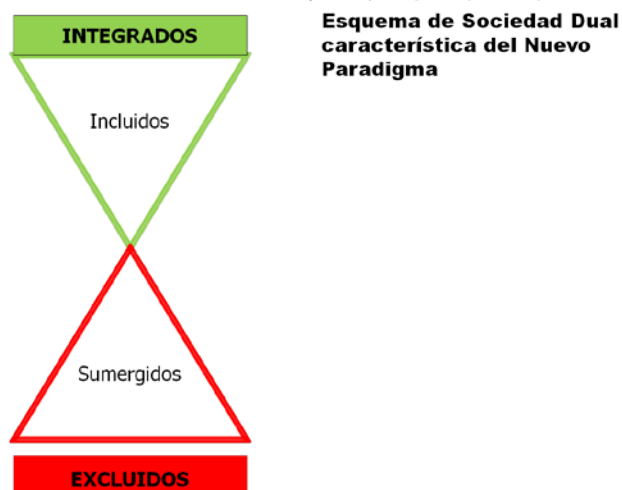 Esquema de Sociedad Dual
característica del Nuevo
Paradigma
INTEGRADOS
Incluidos
Sumergidos
EXCLUIDOS